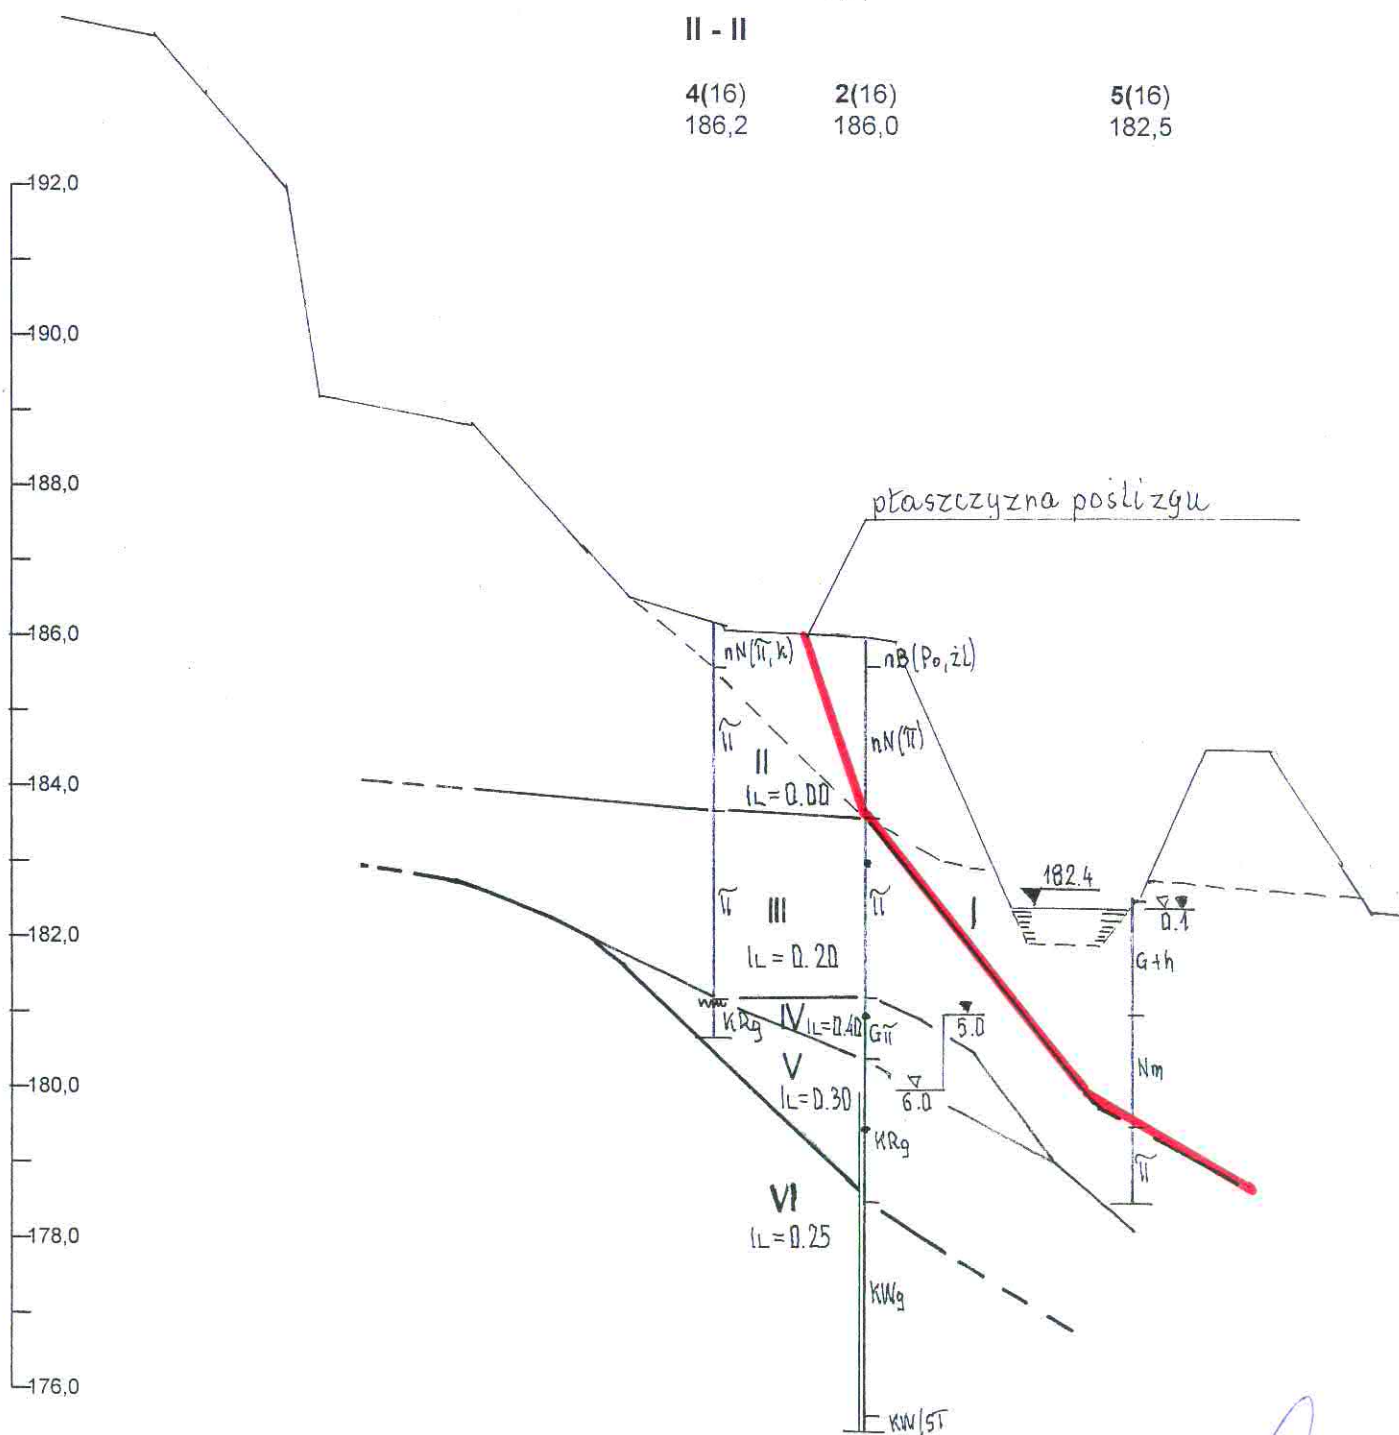 II - II
4(16) 2(16) 5(16)
186,2 186,0 182,5
192,0
190,0
188,0
płaszczyzna poślizgu
186,0
nN(π,k)
nB(Po,żl)
π
nN(π)
II
184,0
IL=0.00
182.4
π III π I
0.1
182,0
IL=0.20
G+h
KRg IV IL=0.40 Gπ
5.0
V
Nm
180,0
6.0
IL=0.30
KRg
π
VI
178,0
IL=0.25
KWg
176,0
KW/ST